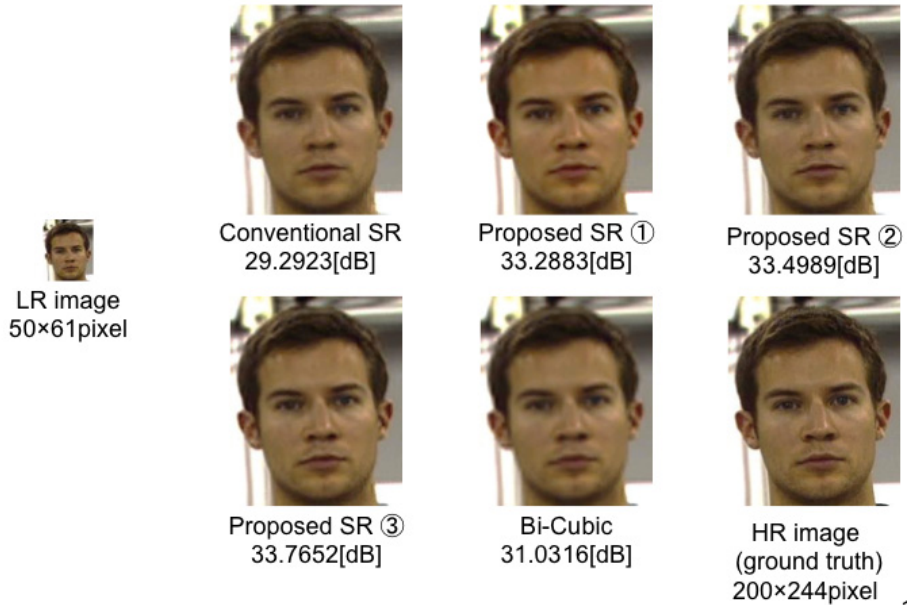 Conventional SR
29.2923[dB]
Proposed SR ①
33.2883[dB]
Proposed SR ②
33.4989[dB]
LR image
50×61pixel
Proposed SR ③
33.7652[dB]
Bi-Cubic
31.0316[dB]
HR image
(ground truth)
200×244pixel